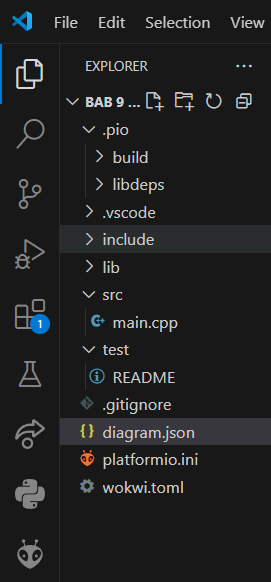 File Edit Selection View
EXPLORER ...
BAB 9 ...
.pio
build
libdeps
.vscode
include
lib
src
main.cpp
test
README
.gitignore
diagram.json
platformio.ini
wokwi.toml
1